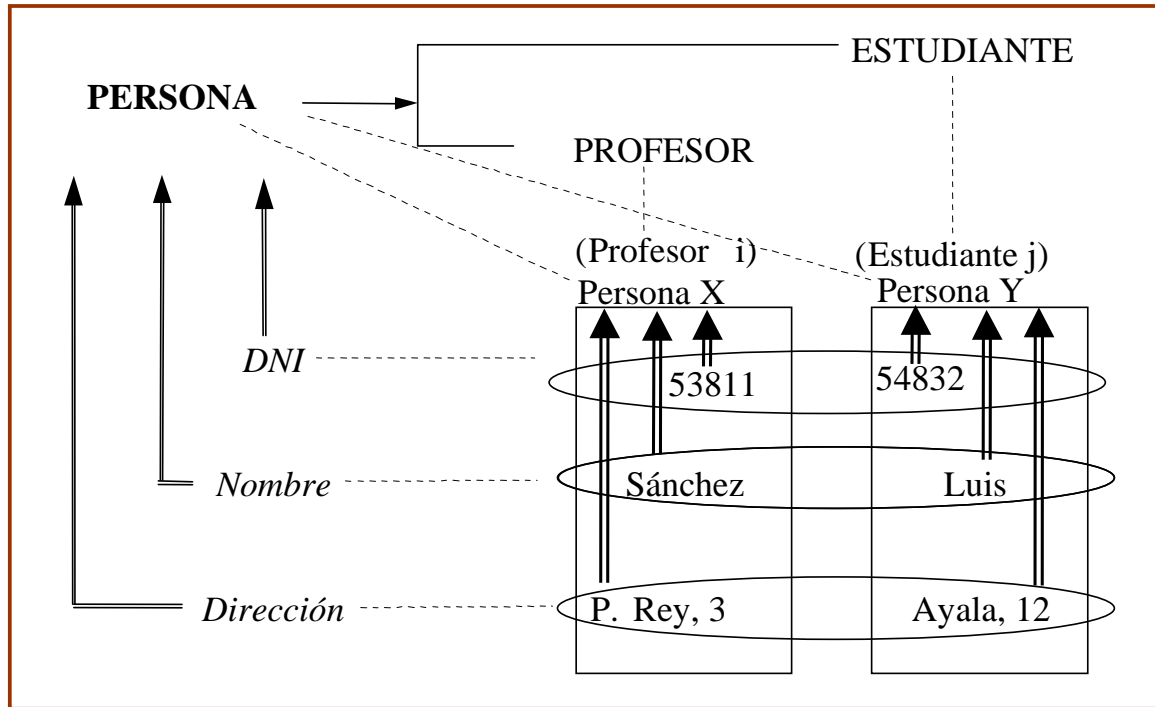 ESTUDIANTE
PERSONA
PROFESOR
(Profesor i)
Persona X
(Estudiante j)
Persona Y
DNI
53811
54832
Nombre
Sánchez
Luis
Dirección
P. Rey, 3
Ayala, 12